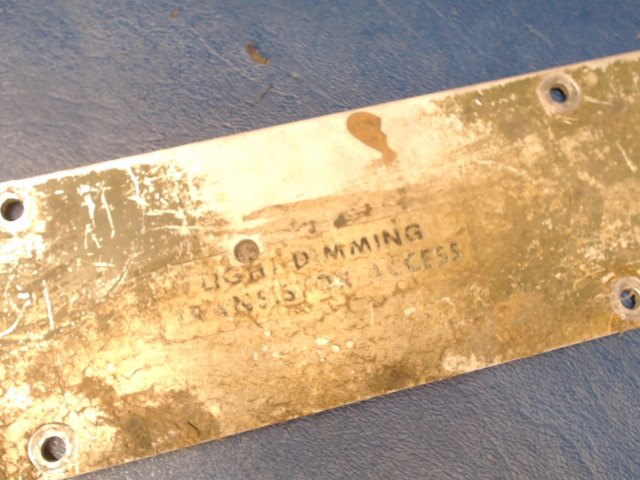 LIGHT DIMMING
TRANSISTOR ACCESS